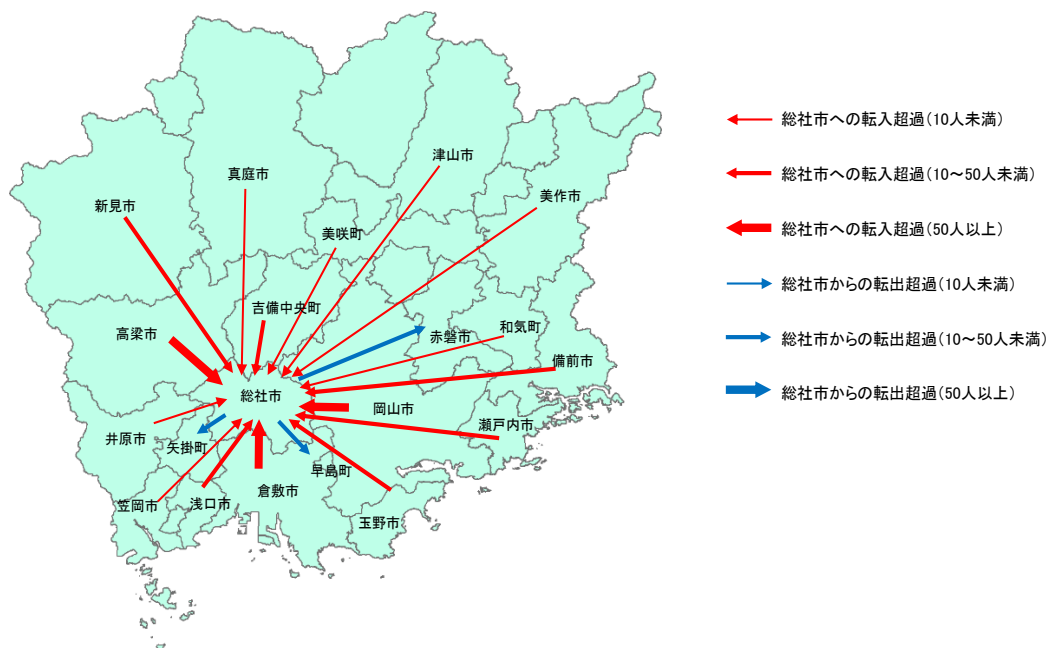 津山市
真庭市
美作市
新見市
美咲町
吉備中央町
和気町
高梁市
赤磐市
備前市
総社市
岡山市
瀬戸内市
井原市
矢掛町
早島町
倉敷市
笠岡市
浅口市
玉野市
総社市への転入超過(10人未満)
総社市への転入超過(10～50人未満)
総社市への転入超過(50人以上)
総社市からの転出超過(10人未満)
総社市からの転出超過(10～50人未満)
総社市からの転出超過(50人以上)